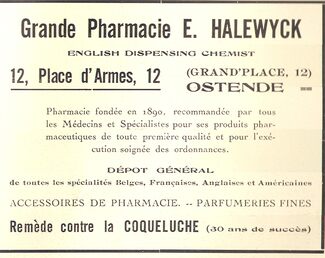 Grande Pharmacie E. HALEWYCK
ENGLISH DISPENSING CHEMIST
12, Place d'Armes, 12 (GRAND'PLACE, 12)
OSTENDE
Pharmacie fondée en 1890, recommandée par tous
les Médecins et Spécialistes pour ses produits phar-
maceutiques de toute première qualité et pour l'exé-
cution soignée des ordonnances.
DÉPOT GÉNÉRAL
de toutes les spécialités Belges, Françaises, Anglaises et Américaines
ACCESSOIRES DE PHARMACIE. -- PARFUMERIES FINES
Remède contre la COQUELUCHE (30 ans de succès)